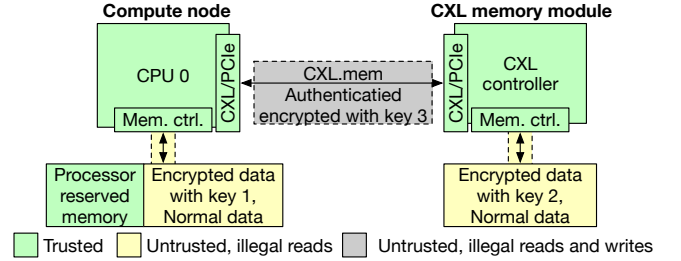 Compute node
CXL memory module
CPU 0
CXL/PCIe
Mem. ctrl.
CXL.mem
Authenticatied
encrypted with key 3
CXL/PCIe
CXL
controller
Mem. ctrl.
Processor
reserved
memory
Encrypted data
with key 1,
Normal data
Encrypted data
with key 2,
Normal data
Trusted
Untrusted, illegal reads
Untrusted, illegal reads and writes